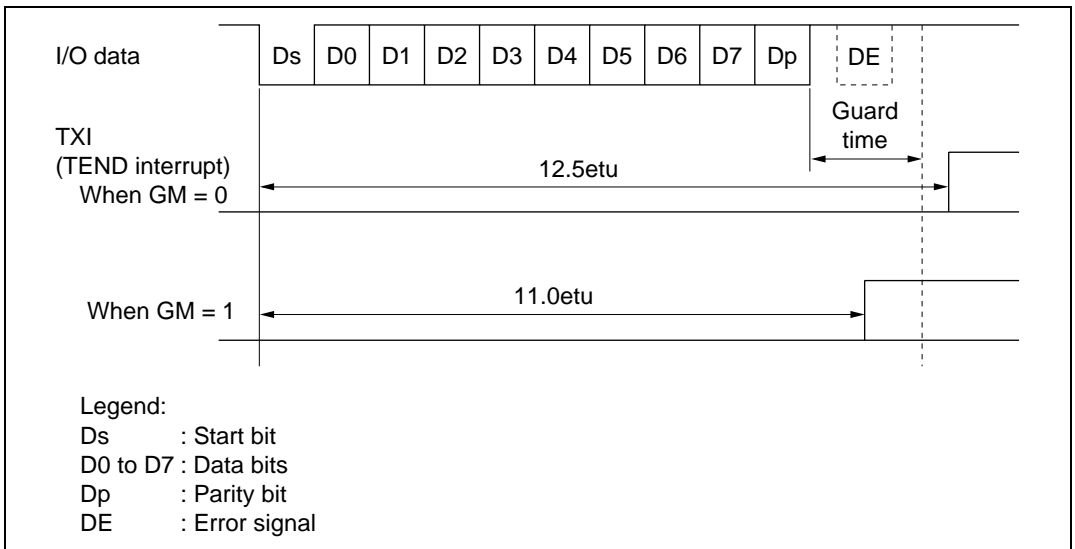 I/O data
Ds D0 D1 D2 D3 D4 D5 D6 D7 Dp DE
Guard
time
TXI
(TEND interrupt)
When GM = 0
12.5etu
When GM = 1
11.0etu
Legend:
Ds : Start bit
D0 to D7 : Data bits
Dp : Parity bit
DE : Error signal